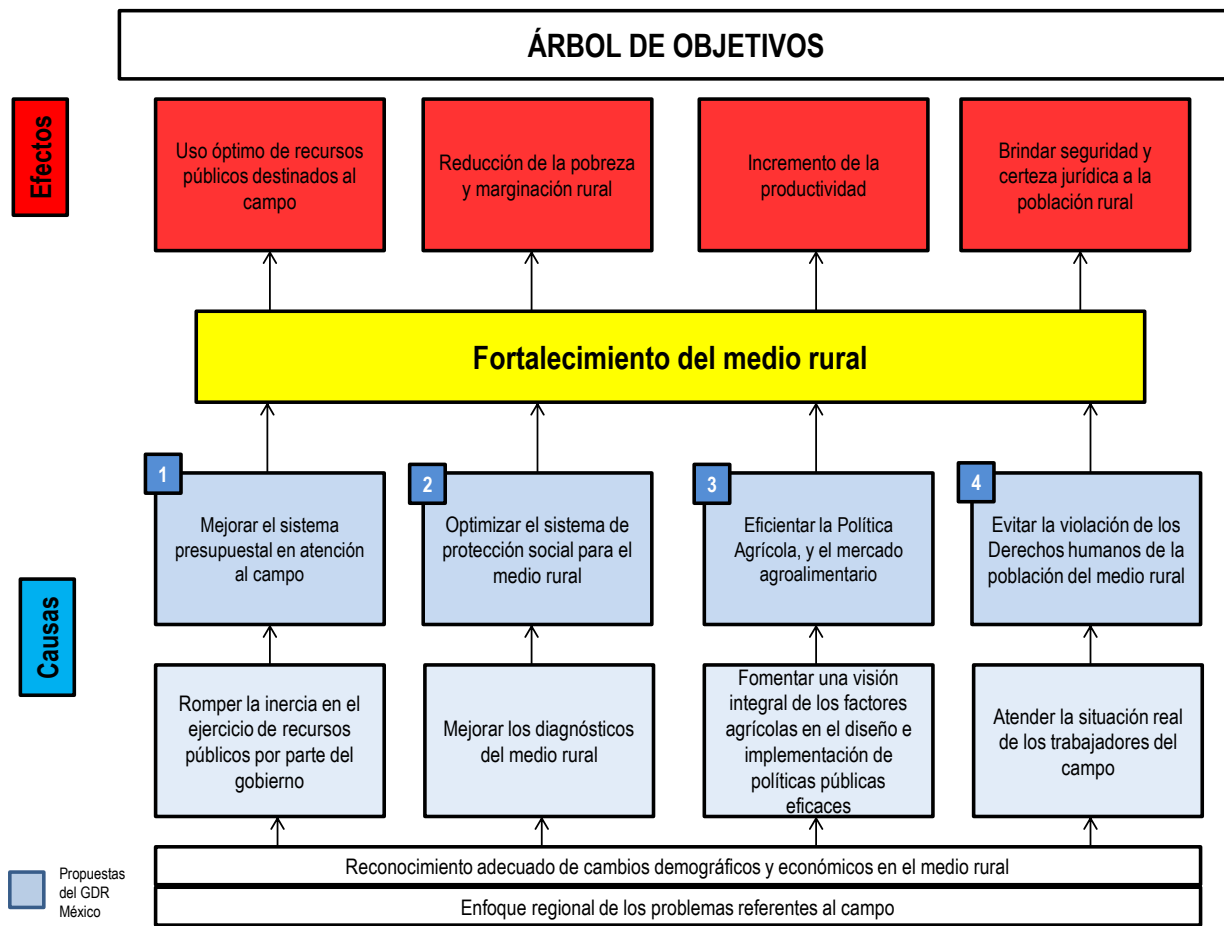 ÁRBOL DE OBJETIVOS
Efectos
Uso óptimo de recursos
públicos destinados al
campo
Reducción de la pobreza
y marginación rural
Incremento de la
productividad
Brindar seguridad y
certeza jurídica a la
población rural
Fortalecimiento del medio rural
Causas
1
Mejorar el sistema
presupuestal en atención
al campo
2
Optimizar el sistema de
protección social para el
medio rural
3
Eficientar la Política
Agrícola, y el mercado
agroalimentario
4
Evitar la violación de los
Derechos humanos de la
población del medio rural
Romper la inercia en el
ejercicio de recursos
públicos por parte del
gobierno
Mejorar los diagnósticos
del medio rural
Fomentar una visión
integral de los factores
agrícolas en el diseño e
implementación de
políticas públicas
eficaces
Atender la situación real
de los trabajadores del
campo
Reconocimiento adecuado de cambios demográficos y económicos en el medio rural
Enfoque regional de los problemas referentes al campo
Propuestas
del GDR
México